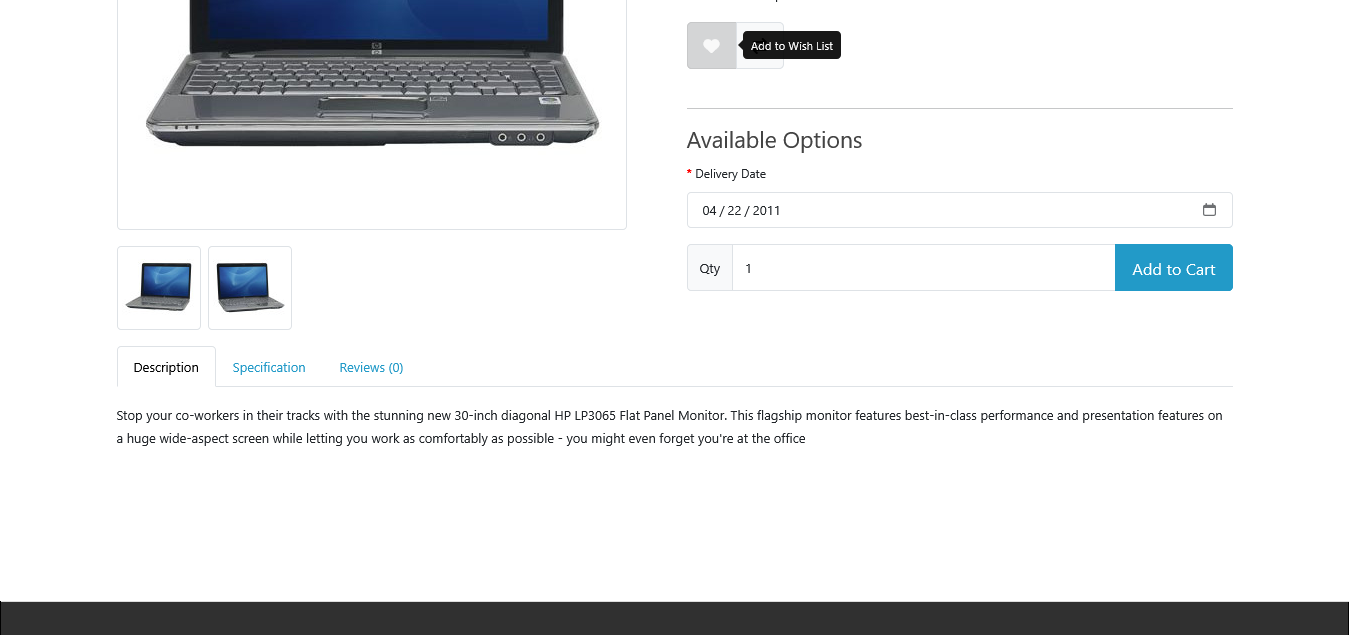 Add to Wish List
Available Options
* Delivery Date
04 / 22 / 2011
Qty
1
Add to Cart
Description
Specification
Reviews (0)
Stop your co-workers in their tracks with the stunning new 30-inch diagonal HP LP3065 Flat Panel Monitor. This flagship monitor features best-in-class performance and presentation features on
a huge wide-aspect screen while letting you work as comfortably as possible - you might even forget you're at the office